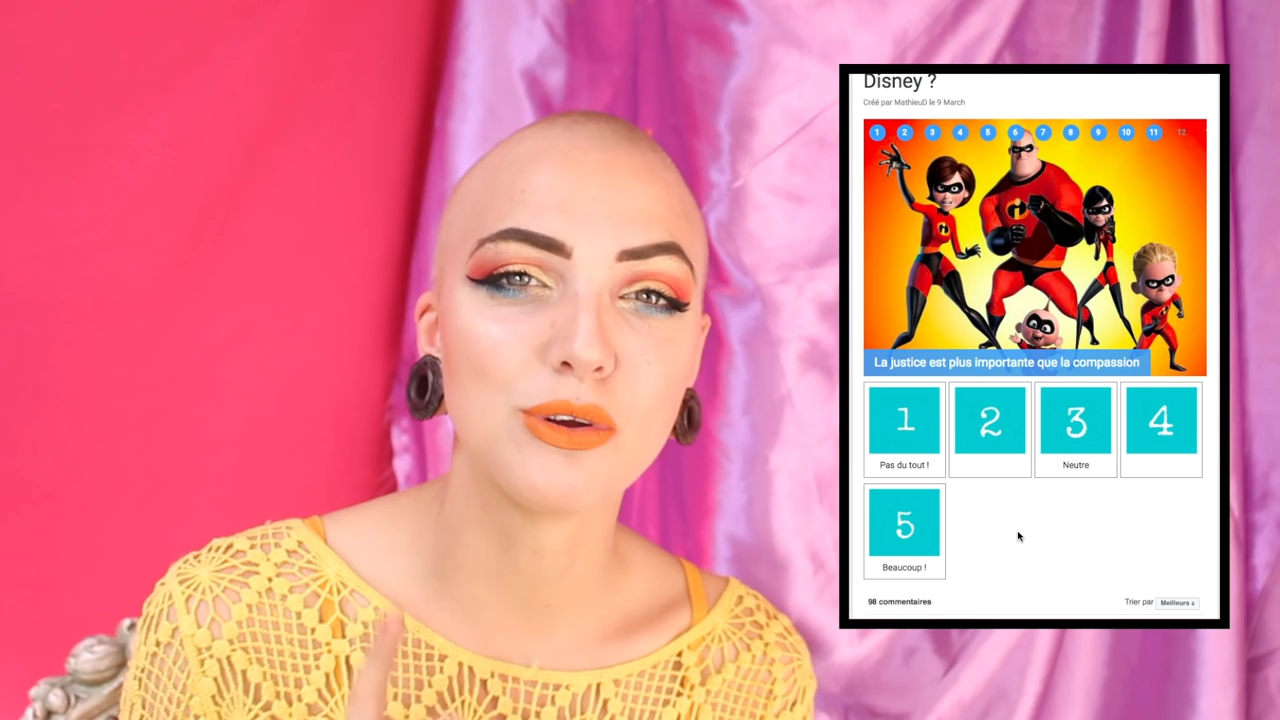 Disney ?
Créé par MathieuD le 9 March
1 2 3 4 5 6 7 8 9 10 11 12
La justice est plus importante que la compassion
1 2 3 4
Pas du tout ! Neutre
5
Beaucoup !
98 commentaires Trier par Meilleurs